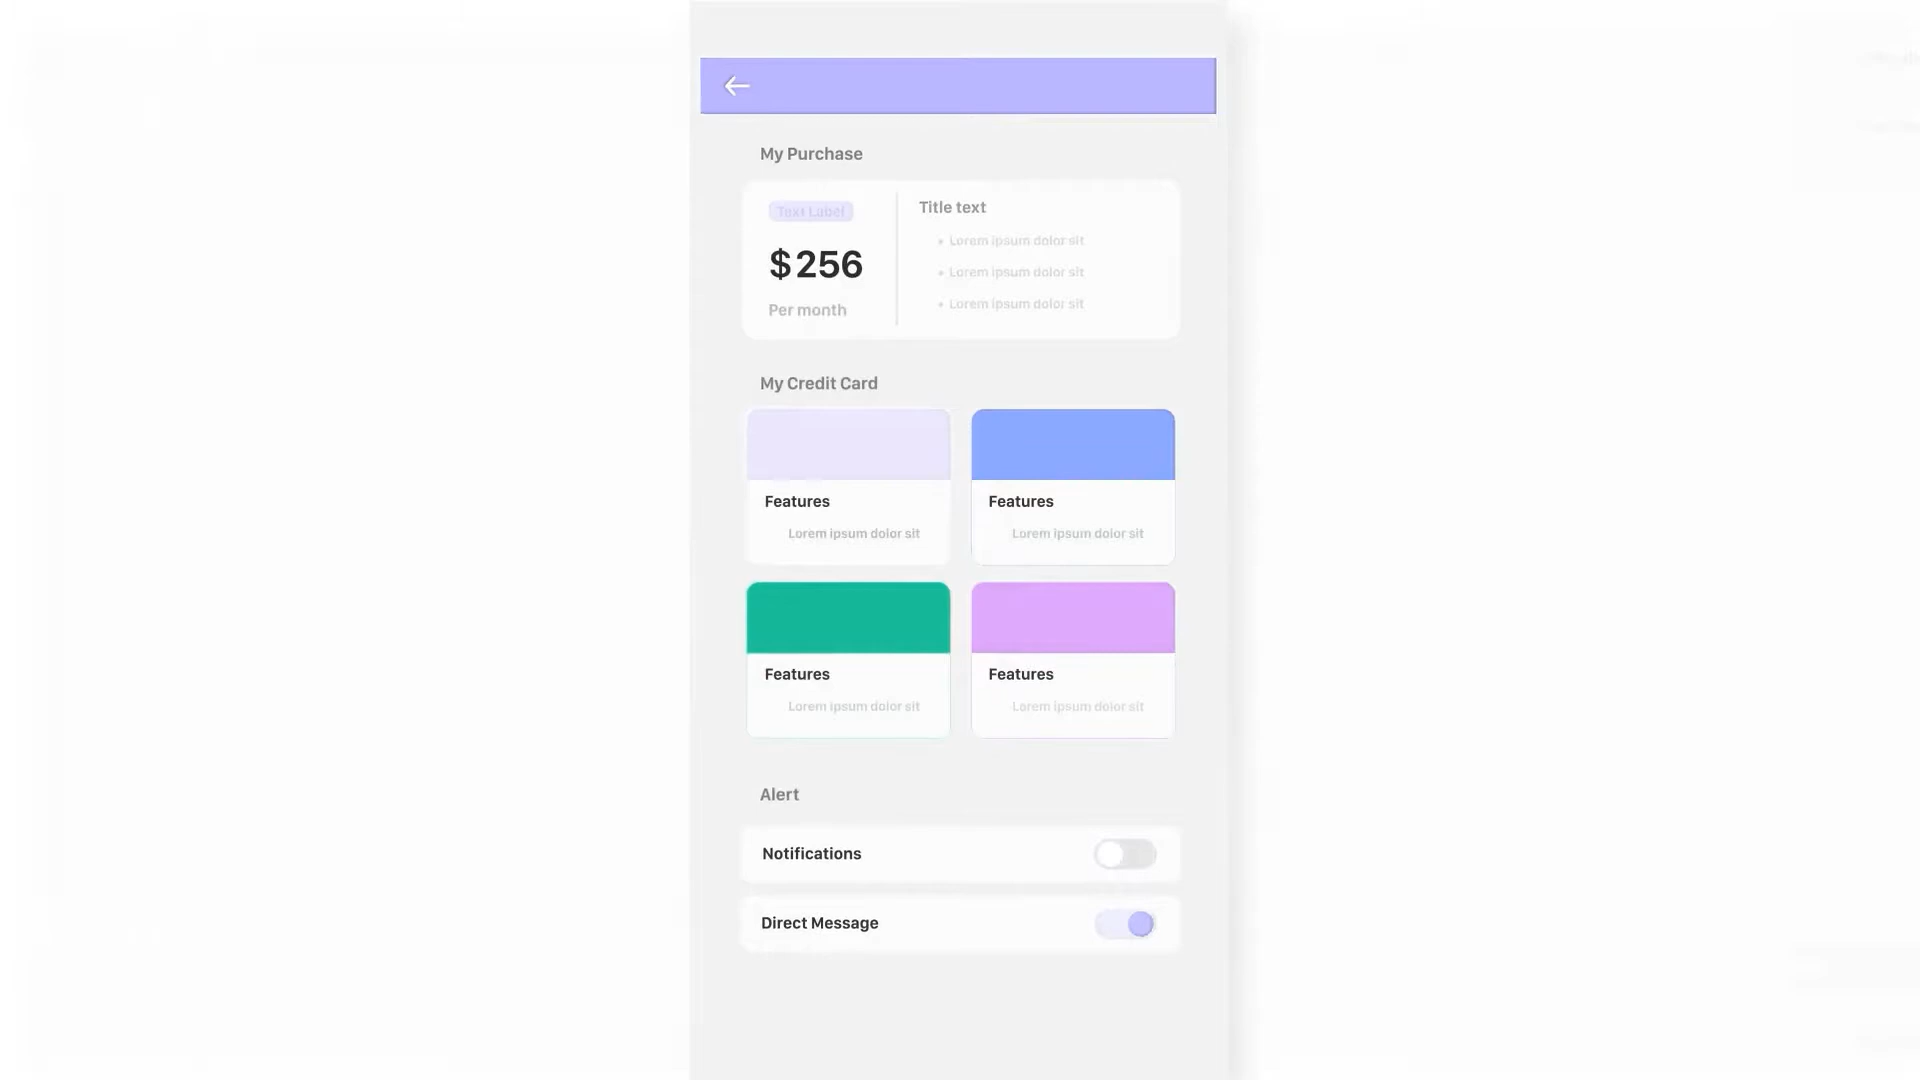 My Purchase
Text Label
$256
Per month
Title text
• Lorem ipsum dolor sit
• Lorem ipsum dolor sit
• Lorem ipsum dolor sit
My Credit Card
Features
Lorem ipsum dolor sit
Features
Lorem ipsum dolor sit
Features
Lorem ipsum dolor sit
Features
Lorem ipsum dolor sit
Alert
Notifications
Direct Message